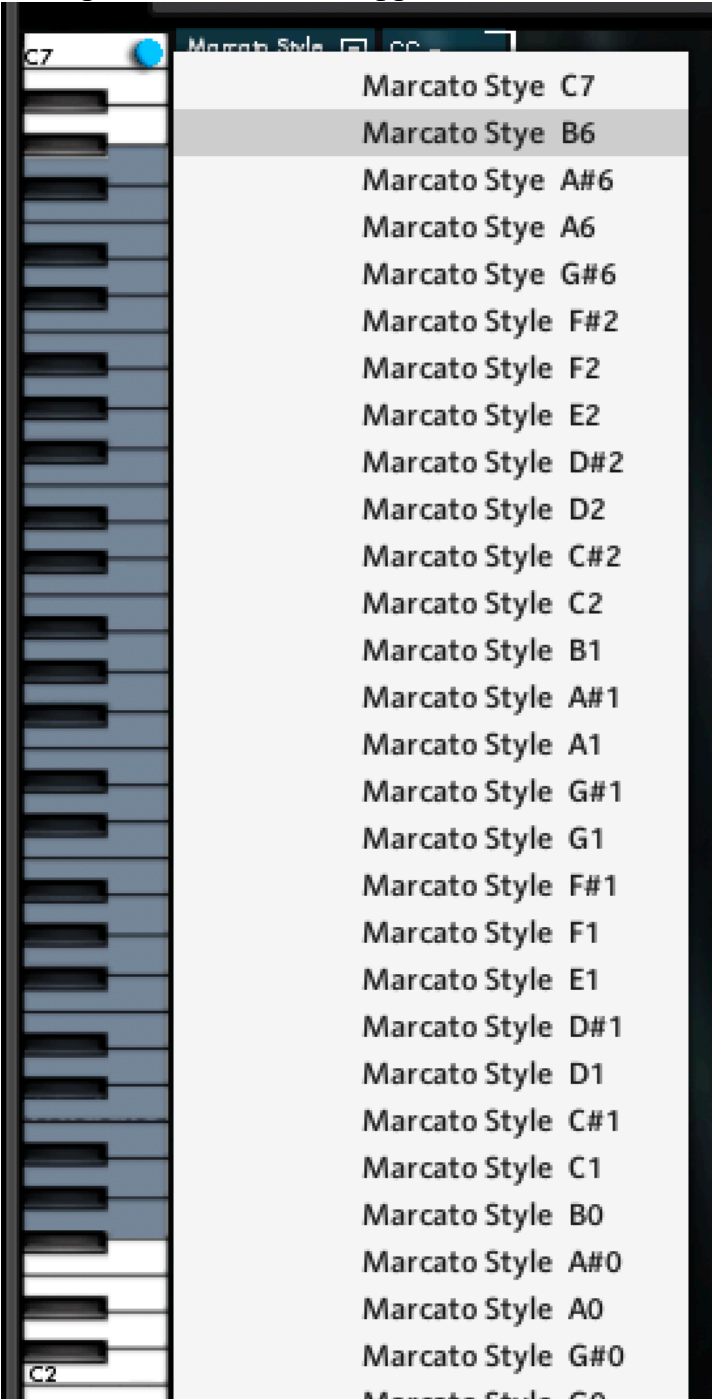 C7
Marcato Style CC -
Marcato Stye C7
Marcato Stye B6
Marcato Stye A#6
Marcato Stye A6
Marcato Stye G#6
Marcato Style F#2
Marcato Style F2
Marcato Style E2
Marcato Style D#2
Marcato Style D2
Marcato Style C#2
Marcato Style C2
Marcato Style B1
Marcato Style A#1
Marcato Style A1
Marcato Style G#1
Marcato Style G1
Marcato Style F#1
Marcato Style F1
Marcato Style E1
Marcato Style D#1
Marcato Style D1
Marcato Style C#1
Marcato Style C1
Marcato Style B0
Marcato Style A#0
Marcato Style A0
Marcato Style G#0
C2